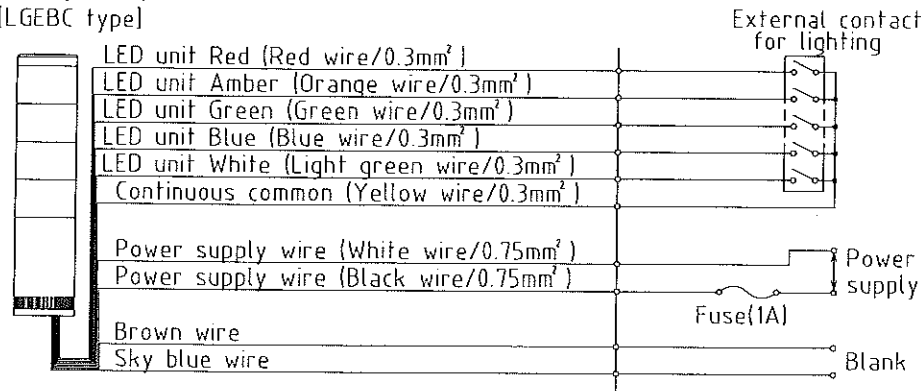 [LGEBC type]
External contact
for lighting
LED unit Red (Red wire/0.3mm²)
LED unit Amber (Orange wire/0.3mm²)
LED unit Green (Green wire/0.3mm²)
LED unit Blue (Blue wire/0.3mm²)
LED unit White (Light green wire/0.3mm²)
Continuous common (Yellow wire/0.3mm²)
Power supply wire (White wire/0.75mm²)
Power supply wire (Black wire/0.75mm²)
Power
supply
Fuse(1A)
Brown wire
Sky blue wire
Blank